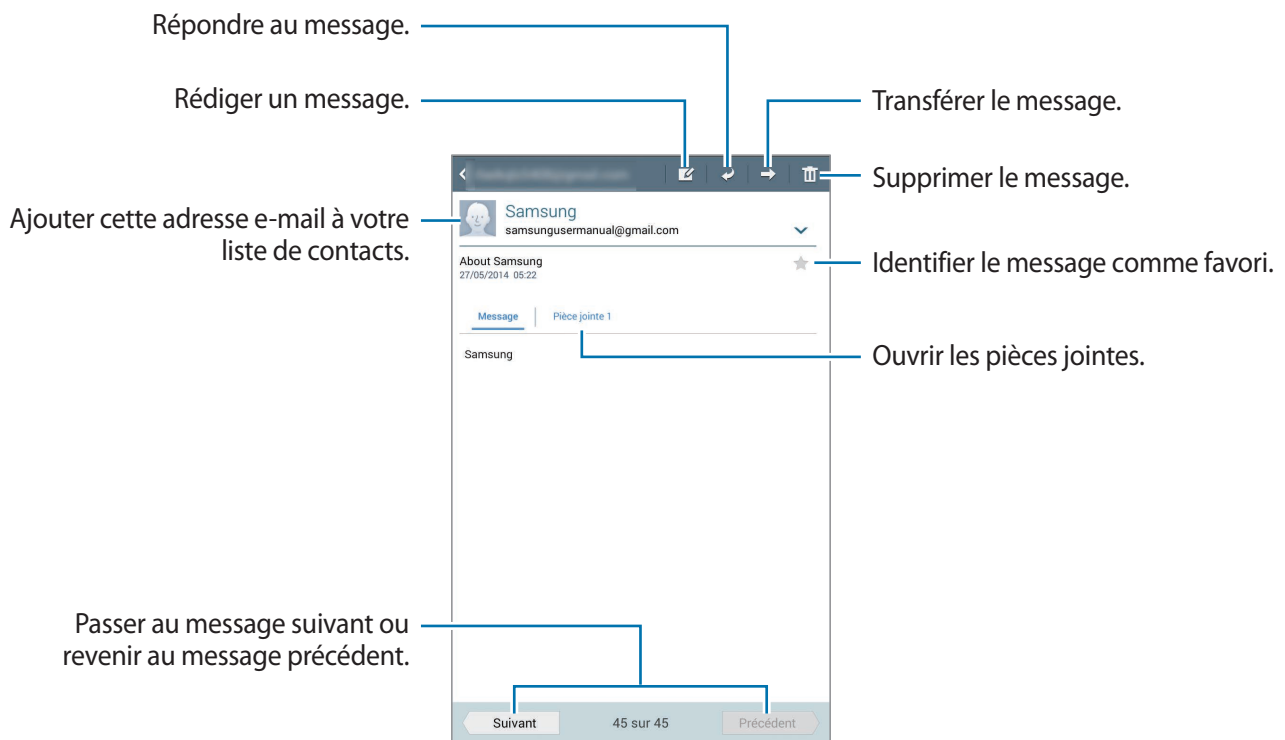 Répondre au message.
Rédiger un message.
Transférer le message.
Supprimer le message.
Ajouter cette adresse e-mail à votre
liste de contacts.
Samsung
samsungusermanual@gmail.com
About Samsung
27/05/2014 05:22
Identifier le message comme favori.
Message
Pièce jointe 1
Samsung
Ouvrir les pièces jointes.
Passer au message suivant ou
revenir au message précédent.
Suivant
45 sur 45
Précédent